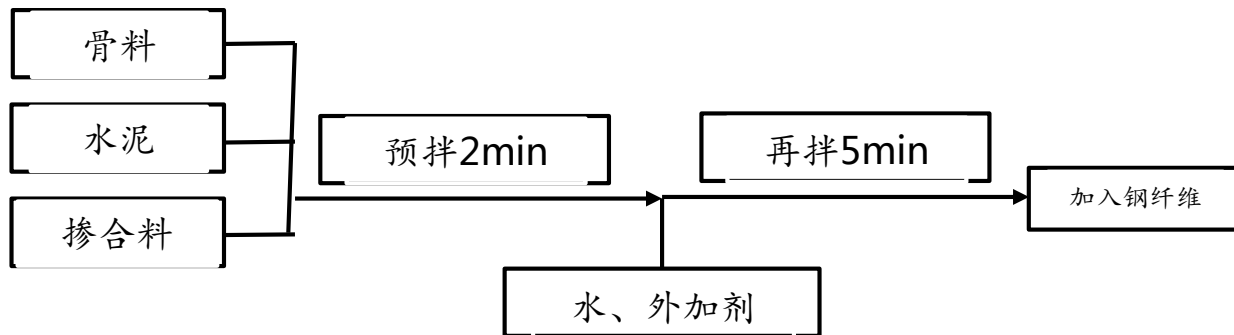 骨料
水泥
掺合料
预拌2min
再拌5min
加入钢纤维
水、外加剂